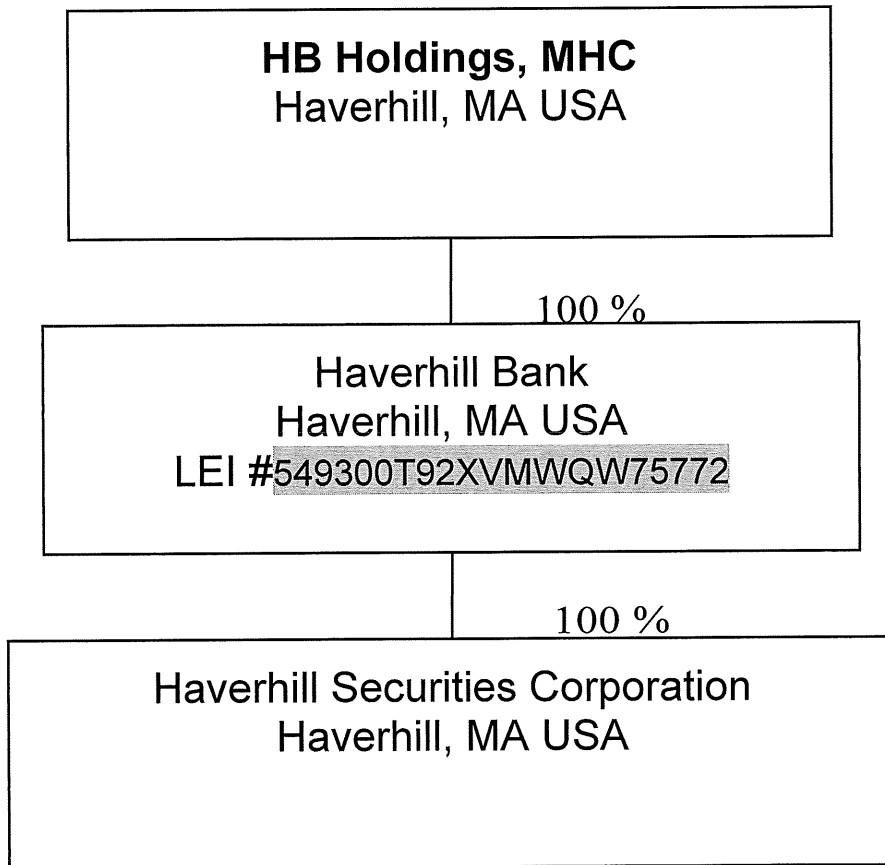 HB Holdings, MHC
Haverhill, MA USA
100 %
Haverhill Bank
Haverhill, MA USA
LEI #549300T92XVMWQW75772
100 %
Haverhill Securities Corporation
Haverhill, MA USA